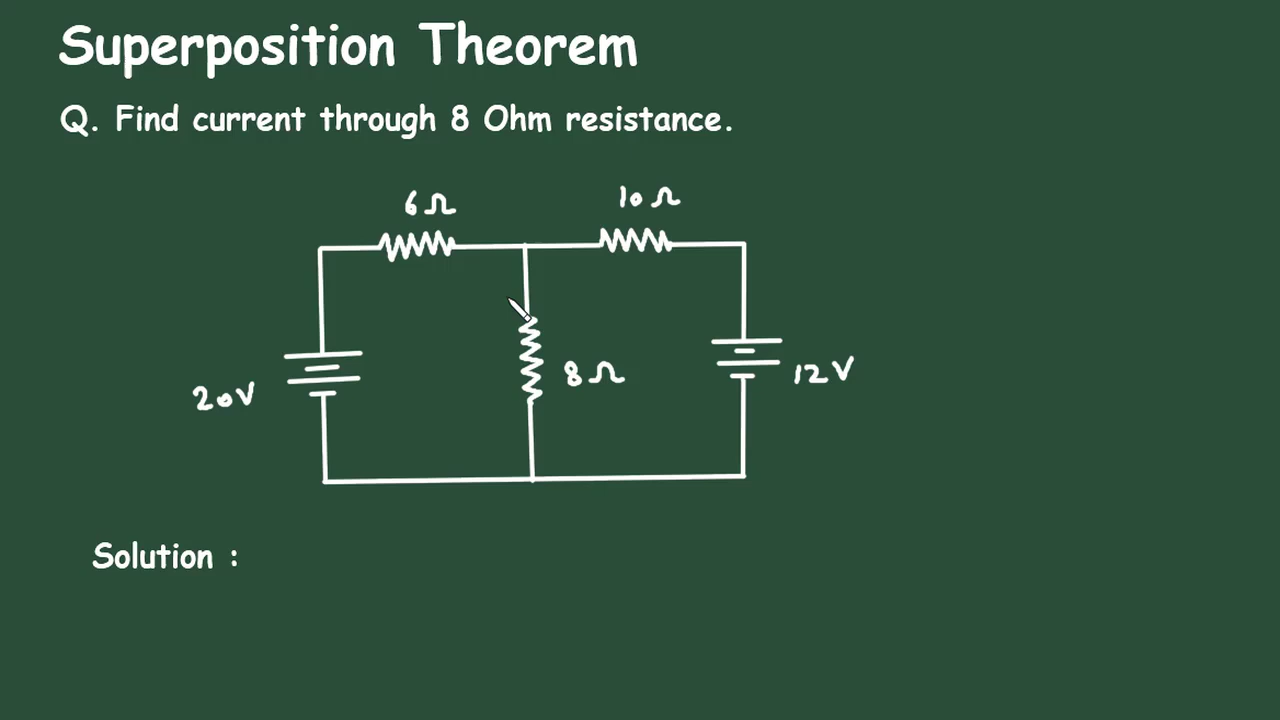 Superposition Theorem
Q. Find current through 8 Ohm resistance.
6Ω
10Ω
20V
8Ω
12V
Solution :